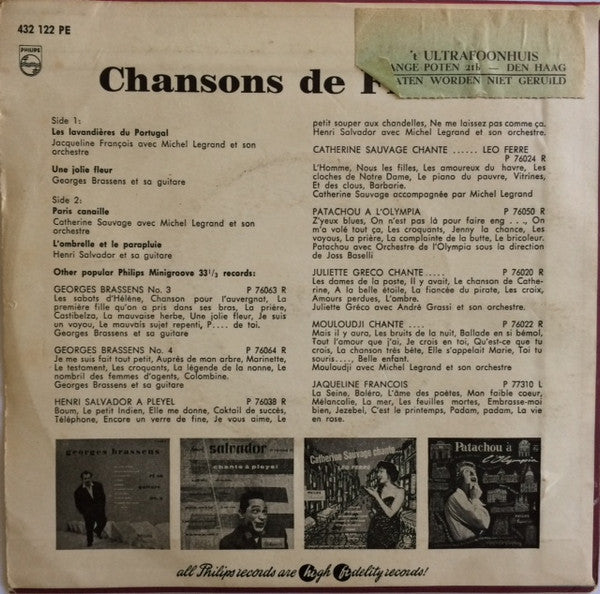 432 122 PE
PHILIPS
't ULTRAFOONHUIS
ANGE POTEN 21b — DEN HAAG
ATEN WORDEN NIET GERUILD
Chansons de F
Side 1:
Les lavandières du Portugal
Jacqueline François avec Michel Legrand et son
orchestre
Une jolie fleur
Georges Brassens et sa guitare
Side 2:
Paris canaille
Catherine Sauvage avec Michel Legrand et son
orchestre
L'ombrelle et le parapluie
Henri Salvador et sa guitare
Other popular Philips Minigroove 33 1/3 records:
GEORGES BRASSENS No. 3 P 76063 R
Les sabots d'Hélène, Chanson pour l'auvergnat, La
première fille qu'on a pris dans ses bras, La prière,
Castibelza, La mauvaise herbe, Une jolie fleur, Je suis
un voyou, Le mauvais sujet repenti, P.... de toi.
Georges Brassens et sa guitare
GEORGES BRASSENS No. 4 P 76064 R
Je me suis fait tout petit, Auprès de mon arbre, Marinette,
Le testament, Les croquants, La légende de la nonne, Le
nombril des femmes d'agents, Colombine.
Georges Brassens et sa guitare
HENRI SALVADOR A PLEYEL P 76038 R
Boum, Le petit Indien, Elle me donne, Coktail de succès,
Téléphone, Encore un verre de fine, Je vous aime, Le
petit souper aux chandelles, Ne me laissez pas comme ça.
Henri Salvador avec Michel Legrand et son orchestre.
CATHERINE SAUVAGE CHANTE ...... LEO FERRE
P 76024 R
L'Homme, Nous les filles, Les amoureux du havre, Les
cloches de Notre Dame, Le piano du pauvre, Vitrines,
Et des clous, Barbarie.
Catherine Sauvage accompagnée par Michel Legrand
PATACHOU A L'OLYMPIA P 76050 R
Z'yeux blues, On n'est pas là pour faire eng . . ., On
m'a volé tout ça, Les croquants, Jenny la chance, Les
voyous, La prière, La complainte de la butte, Le bricoleur.
Patachou avec Orchestre de l'Olympia sous la direction
de Joss Baselli
JULIETTE GRECO CHANTE ..... P 76020 R
Les dames de la poste, Il y avait, Le chanson de Cathe-
rine, A la belle étoile, La fiancée du pirate, Les croix,
Amours perdues, L'ombre.
Juliette Gréco avec André Grassi et son orchestre.
MOULOUDJI CHANTE .... P 76022 R
Mais il y aura, Les bruits de la nuit, Ballade en si bémol,
Tout l'amour que j'ai, Je crois en toi, Qu'est-ce que tu
crois, La chanson très bête, Elle s'appelait Marie, Toi tu
souris...., Belle enfant.
Mouloudji avec Michel Legrand et son orchestre
JAQUELINE FRANCOIS P 77310 L
La Seine, Boléro, L'âme des poètes, Mon faible coeur,
Mélancalie, La mer, Les feuilles mortes, Embrasse-moi
bien, Jezebel, C'est le printemps, Padam, padam, La vie
en rose.
georges brassens
et sa
guitare
salvador
chante à pleyel
Catherine Sauvage chante
LEO FERRE
Patachou à
L'Olympia
all Philips records are high fidelity records!